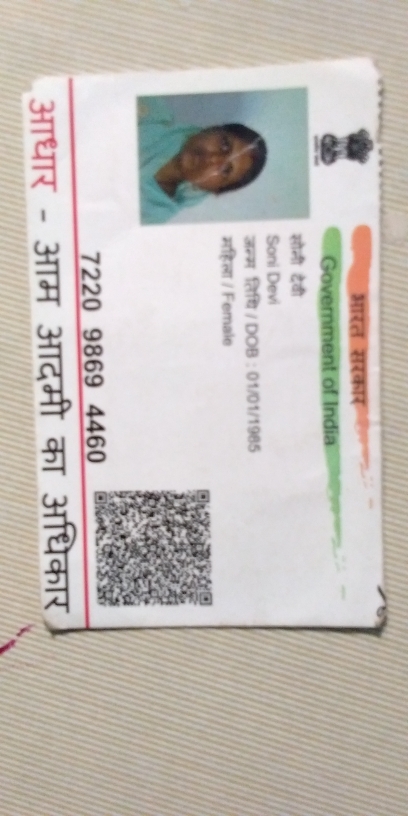 भारत सरकार
Government of India
सोनी देवी
Soni Devi
जन्म तिथि / DOB : 01/01/1985
महिला / Female
7220 9869 4460
आधार - आम आदमी का अधिकार